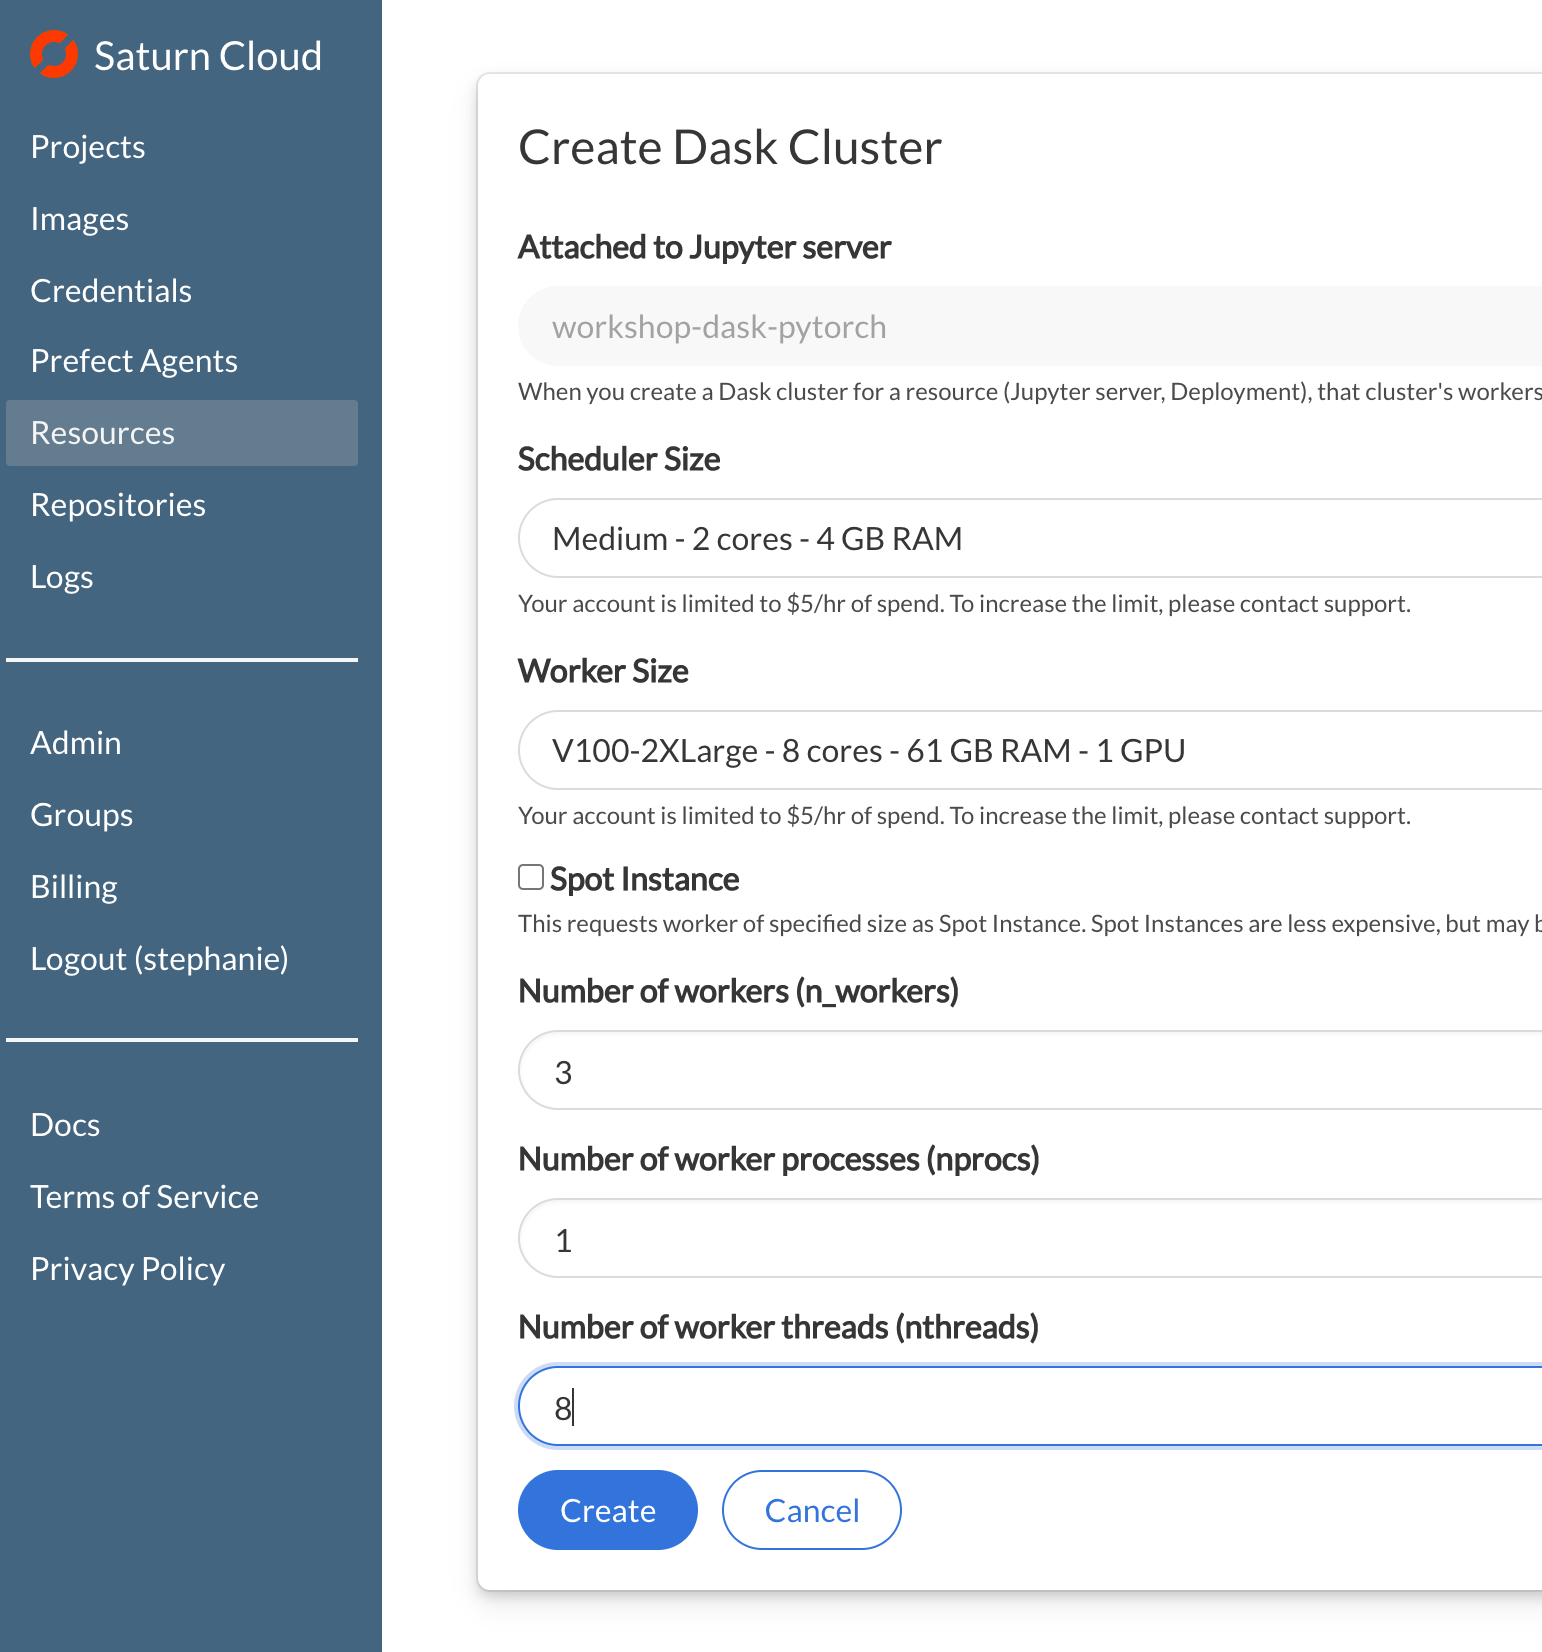 Saturn Cloud
Projects
Images
Credentials
Prefect Agents
Resources
Repositories
Logs
Admin
Groups
Billing
Logout (stephanie)
Docs
Terms of Service
Privacy Policy
Create Dask Cluster
Attached to Jupyter server
workshop-dask-pytorch
When you create a Dask cluster for a resource (Jupyter server, Deployment), that cluster's workers
Scheduler Size
Medium - 2 cores - 4 GB RAM
Your account is limited to $5/hr of spend. To increase the limit, please contact support.
Worker Size
V100-2XLarge - 8 cores - 61 GB RAM - 1 GPU
Your account is limited to $5/hr of spend. To increase the limit, please contact support.
Spot Instance
This requests worker of specified size as Spot Instance. Spot Instances are less expensive, but may
Number of workers (n_workers)
3
Number of worker processes (nprocs)
1
Number of worker threads (nthreads)
8
Create
Cancel